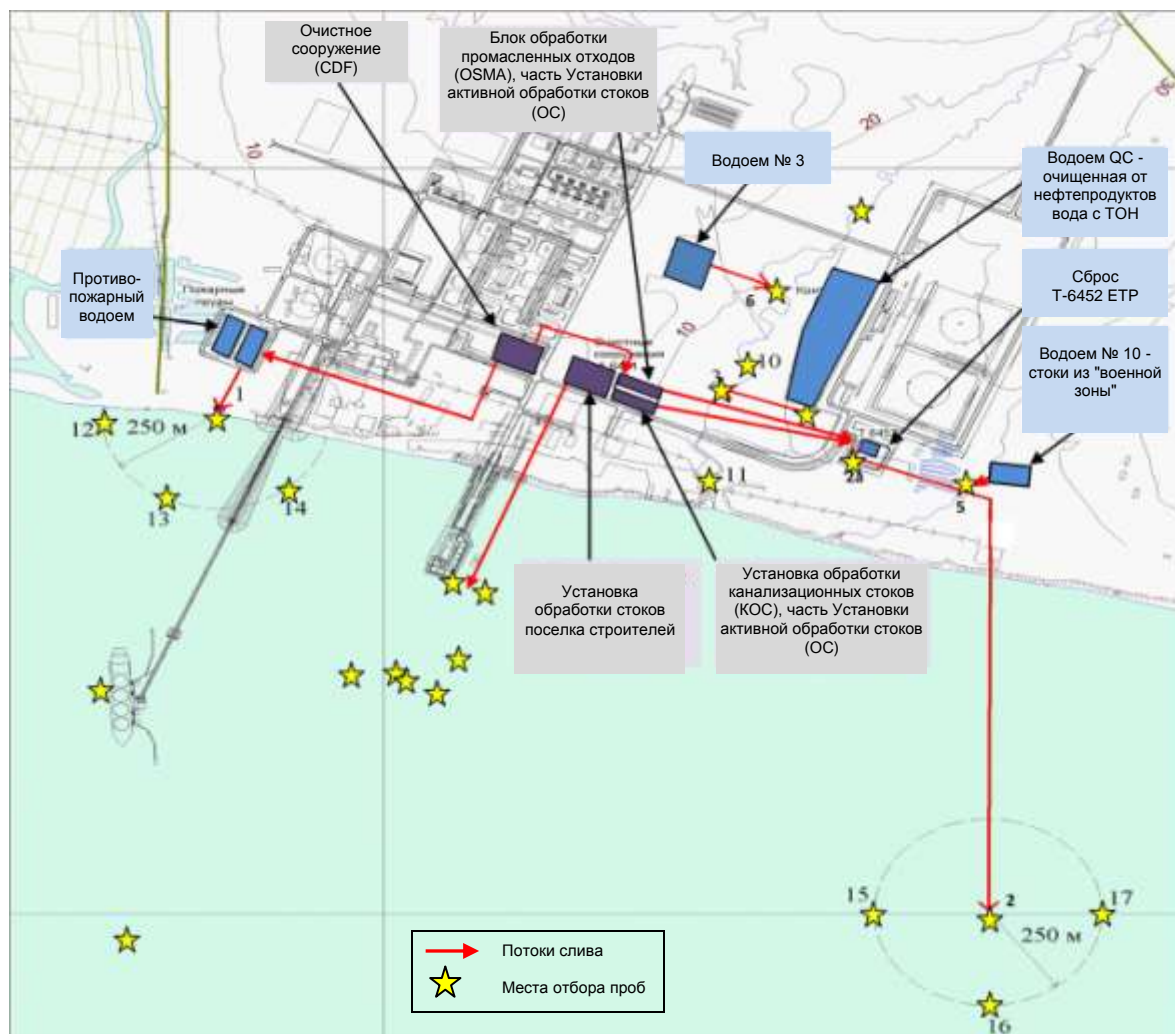 Очистное
сооружение
(CDF)
Блок обработки
промасленных отходов
(OSMA), часть Установки
активной обработки стоков
(ОС)
Водоем № 3
Водоем QC -
очищенная от
нефтепродуктов
вода с ТОН
Сброс
Т-6452 ЕТР
Водоем № 10 -
стоки из "военной
зоны"
Противо-
пожарный
водоем
10
20
30
6
10
10
3
1
12
250 м
13
14
11
2А
5
Установка
обработки стоков
поселка строителей
Установка обработки
канализационных стоков
(КОС), часть Установки
активной обработки стоков
(ОС)
15
2
17
250 м
16
Потоки слива
Места отбора проб